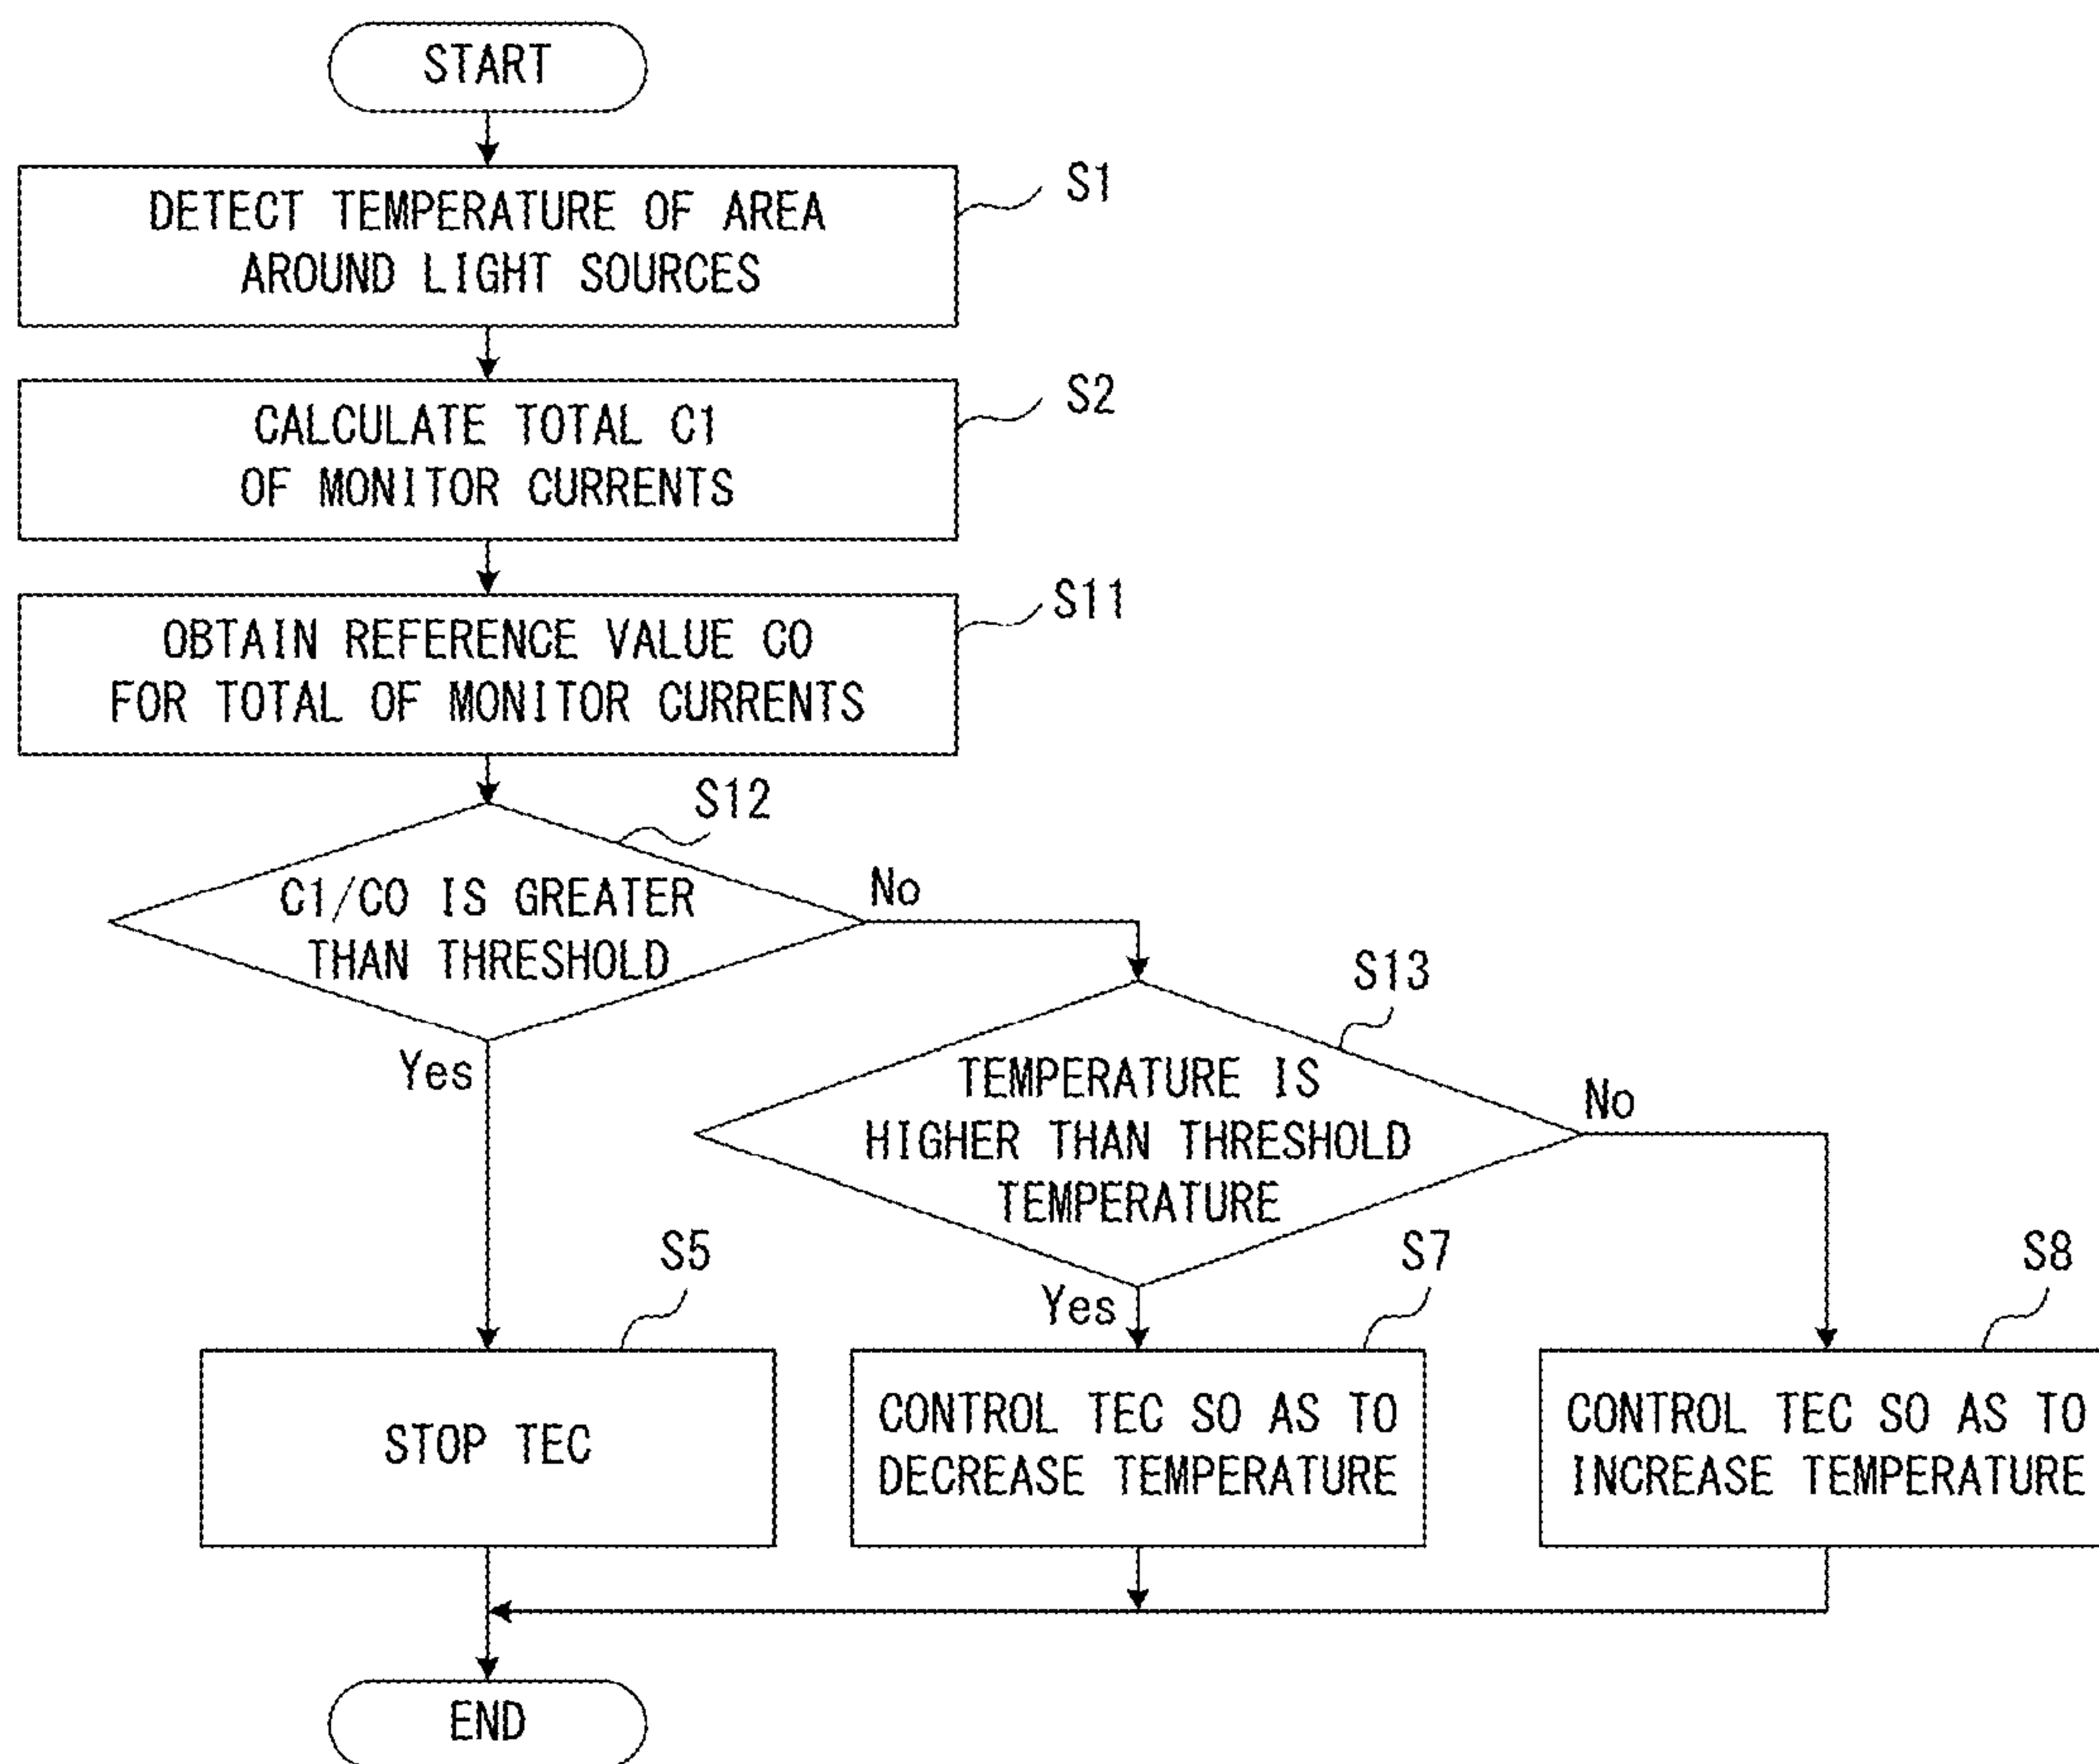 START
DETECT TEMPERATURE OF AREA
AROUND LIGHT SOURCES
S1
CALCULATE TOTAL C1
OF MONITOR CURRENTS
S2
OBTAIN REFERENCE VALUE C0
FOR TOTAL OF MONITOR CURRENTS
S11
S12
C1/C0 IS GREATER
THAN THRESHOLD
No
Yes
S13
TEMPERATURE IS
HIGHER THAN THRESHOLD
TEMPERATURE
No
Yes
S5
STOP TEC
S7
CONTROL TEC SO AS TO
DECREASE TEMPERATURE
S8
CONTROL TEC SO AS TO
INCREASE TEMPERATURE
END